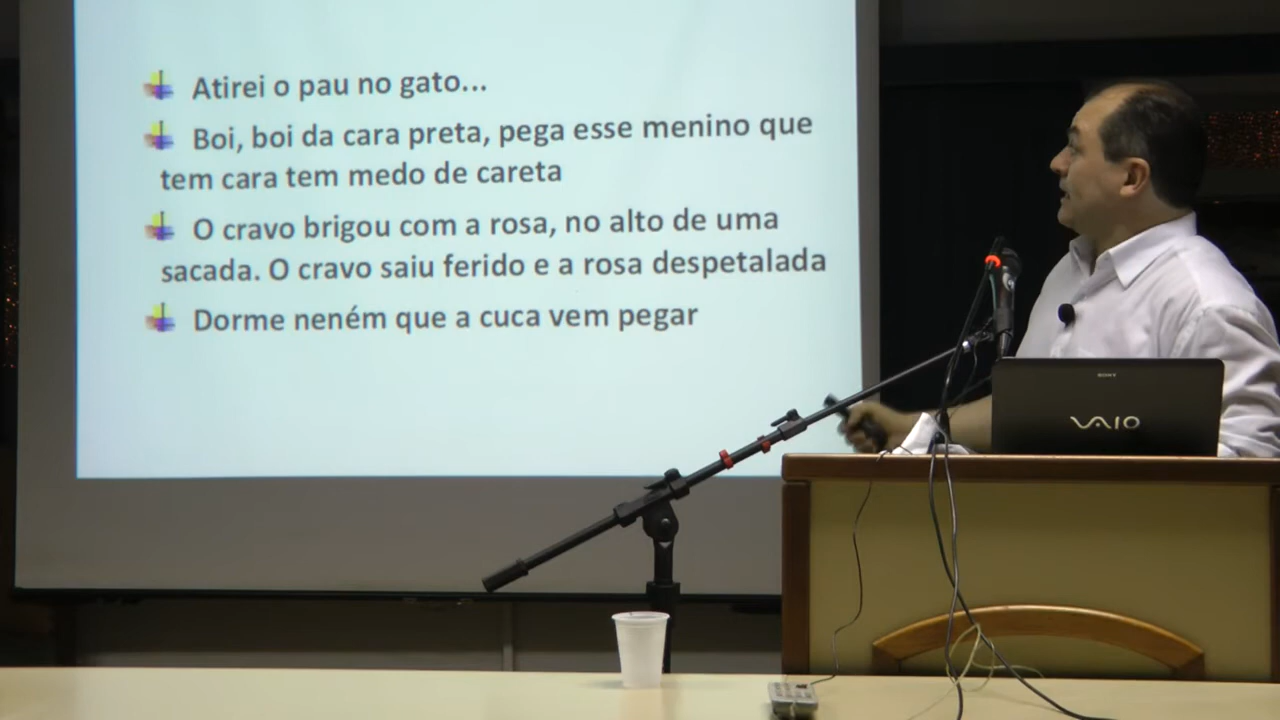 Atirei o pau no gato...
Boi, boi da cara preta, pega esse menino que
tem cara tem medo de careta
O cravo brigou com a rosa, no alto de uma
sacada. O cravo saiu ferido e a rosa despetalada
Dorme neném que a cuca vem pegar
SONY
VAIO